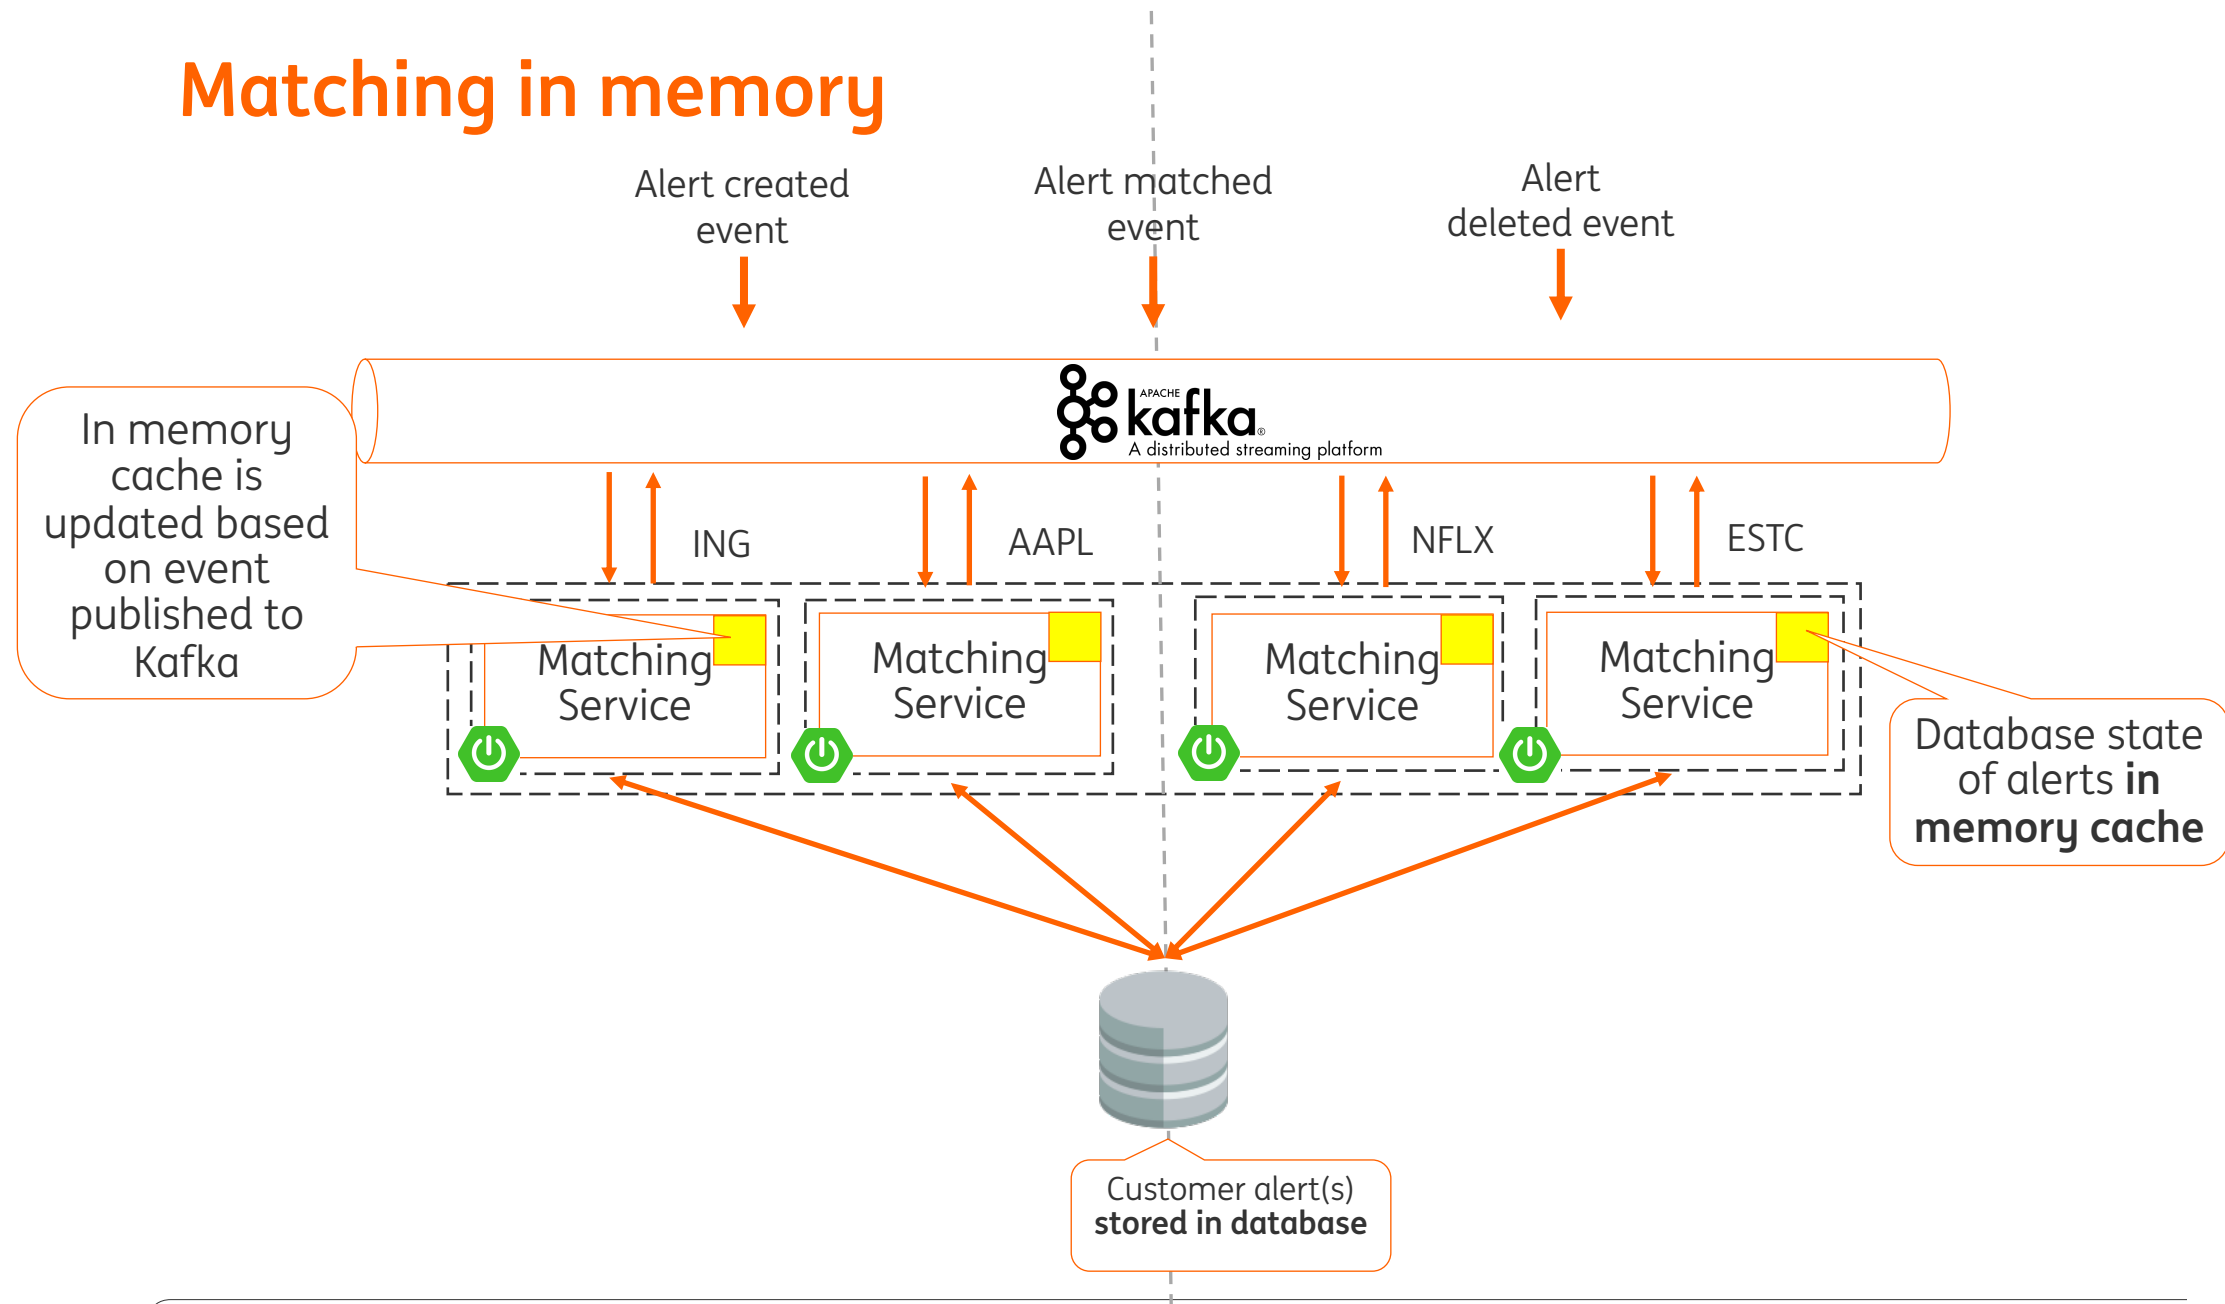 Matching in memory
Alert created
event
Alert matched
event
Alert
deleted event
APACHE
kafka®
A distributed streaming platform
In memory
cache is
updated based
on event
published to
Kafka
ING
AAPL
NFLX
ESTC
Matching
Service
Matching
Service
Matching
Service
Matching
Service
Database state
of alerts in
memory cache
Customer alert(s)
stored in database